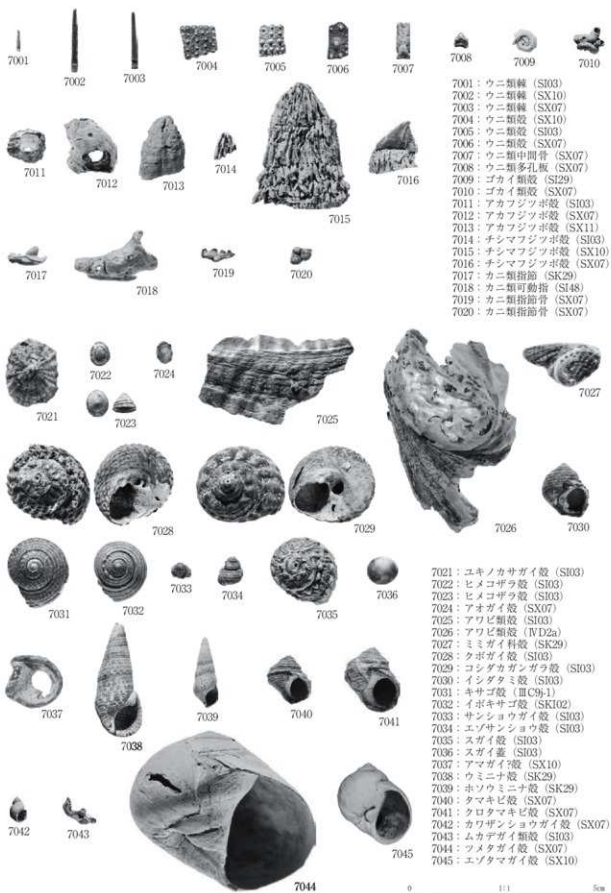 7001 7002 7003 7004 7005 7006 7007 7008 7009 7010
7001：ウニ類棘（SI03）
7002：ウニ類棘（SX10）
7003：ウニ類棘（SX07）
7004：ウニ類殻（SX10）
7005：ウニ類殻（SI03）
7006：ウニ類殻（SX07）
7007：ウニ類中間骨（SX07）
7008：ウニ類多孔板（SX07）
7009：ゴカイ類殻（SI29）
7010：ゴカイ類殻（SX07）
7011：アカフジツボ殻（SI03）
7012：アカフジツボ殻（SX07）
7013：アカフジツボ殻（SX11）
7014：チシマフジツボ殻（SI03）
7015：チシマフジツボ殻（SX10）
7016：チシマフジツボ殻（SX07）
7017：カニ類指節（SK29）
7018：カニ類可動指（SI48）
7019：カニ類指節骨（SX07）
7020：カニ類指節骨（SX07）
7011 7012 7013 7014 7015 7016
7017 7018 7019 7020
7021 7022 7023 7024 7025 7026 7027
7028 7029 7030
7031 7032 7033 7034 7035 7036
7021：ユキノカサガイ殻（SI03）
7022：ヒメコザラ殻（SI03）
7023：ヒメコザラ殻（SI03）
7024：アオガイ殻（SX07）
7025：アワビ類殻（SI03）
7026：アワビ類殻（ⅣD2a）
7027：ミミガイ科殻（SK29）
7028：クボガイ殻（SI03）
7029：コシダカガンガラ殻（SI03）
7030：イシダタミ殻（SI03）
7031：キサゴ殻（ⅢC9j-1）
7032：イボキサゴ殻（SKI02）
7033：サンショウガイ殻（SI03）
7034：エゾサンショウ殻（SI03）
7035：スガイ殻（SI03）
7036：スガイ蓋（SI03）
7037：アマガイ?殻（SX10）
7038：ウミニナ殻（SK29）
7039：ホソウミニナ殻（SK29）
7040：タマキビ殻（SX07）
7041：クロタマキビ殻（SX07）
7042：カワザンショウガイ殻（SX07）
7043：ムカデガイ類殻（SI03）
7044：ツメタガイ殻（SX07）
7045：エゾタマガイ殻（SX10）
7037 7038 7039 7040 7041
7042 7043 7044 7045
0 1:1 5cm